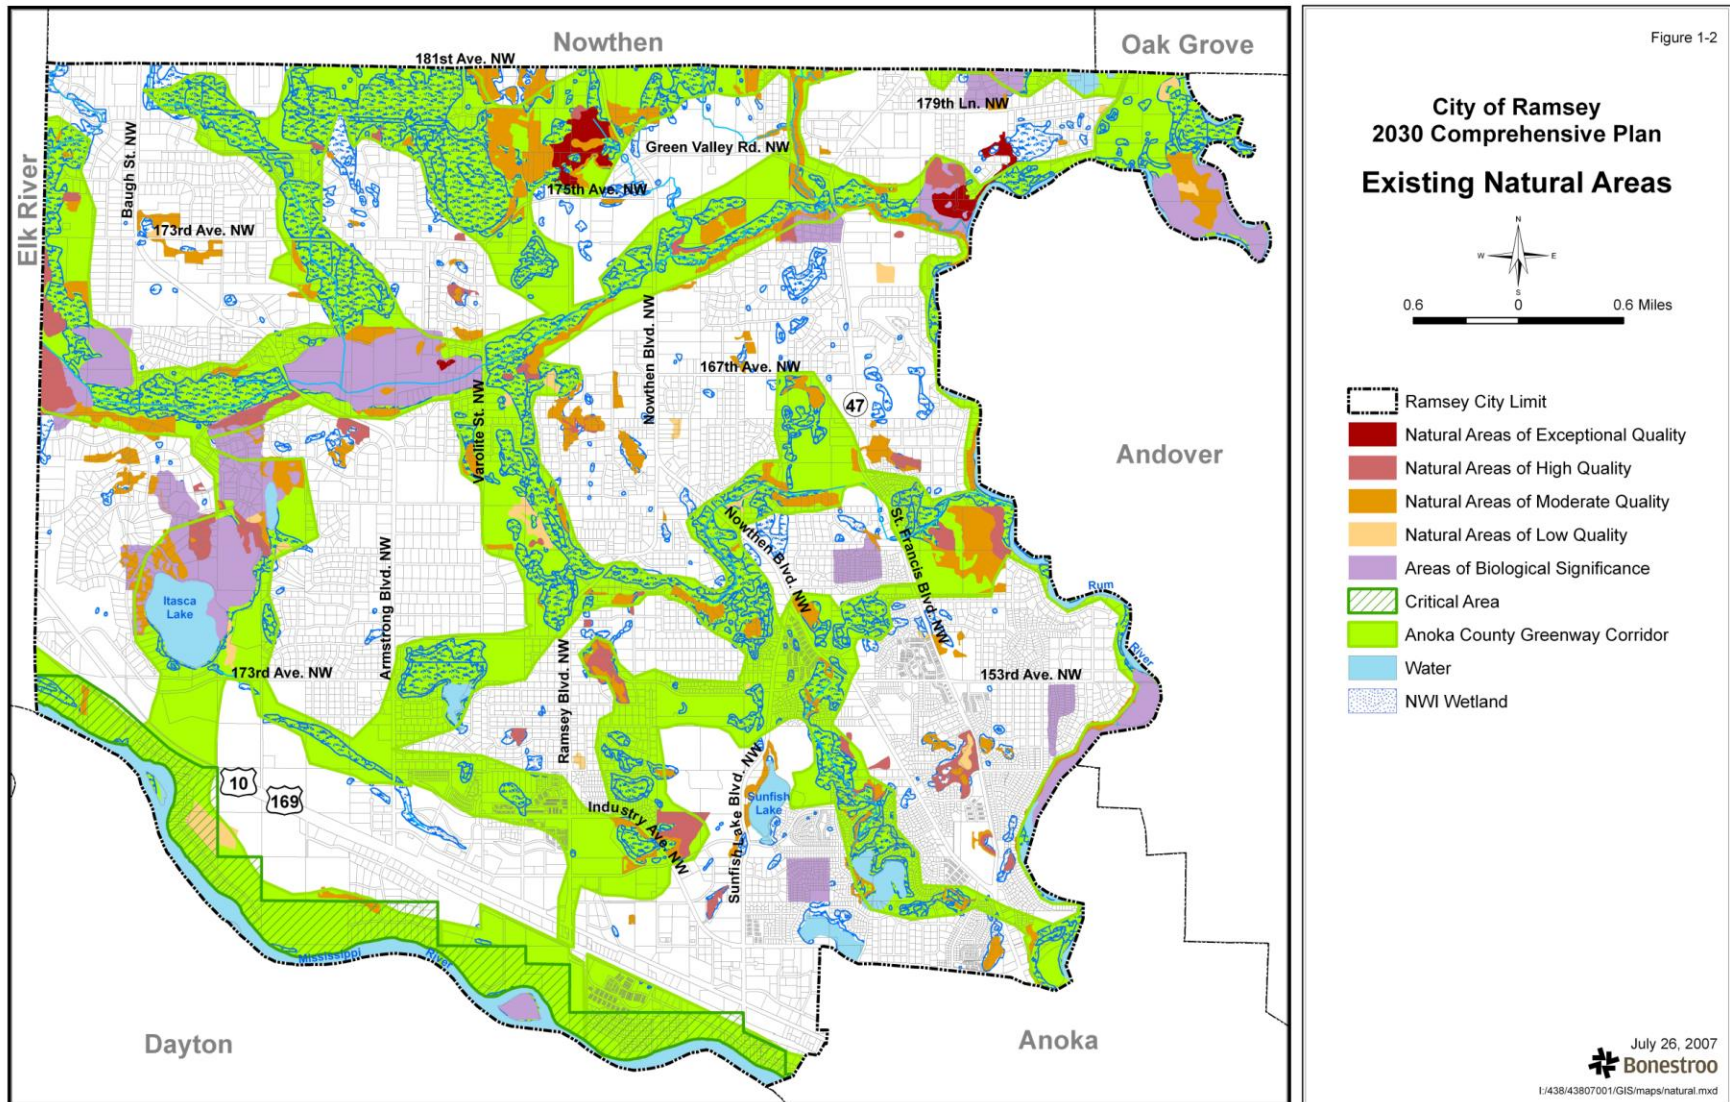 Nowthen
Oak Grove
181st Ave. NW
179th Ln. NW
Green Valley Rd. NW
175th Ave. NW
Elk River
Baugh St. NW
173rd Ave. NW
Nowthen Blvd. NW
167th Ave. NW
47
Variolite St. NW
Andover
Nowthen Blvd. NW
St. Francis Blvd. NW
Armstrong Blvd. NW
Itasca
Lake
Rum
River
173rd Ave. NW
Ramsey Blvd. NW
153rd Ave. NW
10
169
Industry Ave. NW
Sunfish Lake Blvd. NW
Sunfish
Lake
Mississippi
River
Dayton
Anoka
Figure 1-2
City of Ramsey
2030 Comprehensive Plan
Existing Natural Areas
N
W
E
S
0.6 0 0.6 Miles
Ramsey City Limit
Natural Areas of Exceptional Quality
Natural Areas of High Quality
Natural Areas of Moderate Quality
Natural Areas of Low Quality
Areas of Biological Significance
Critical Area
Anoka County Greenway Corridor
Water
NWI Wetland
July 26, 2007
Bonestroo
I:/438/43807001/GIS/maps/natural.mxd